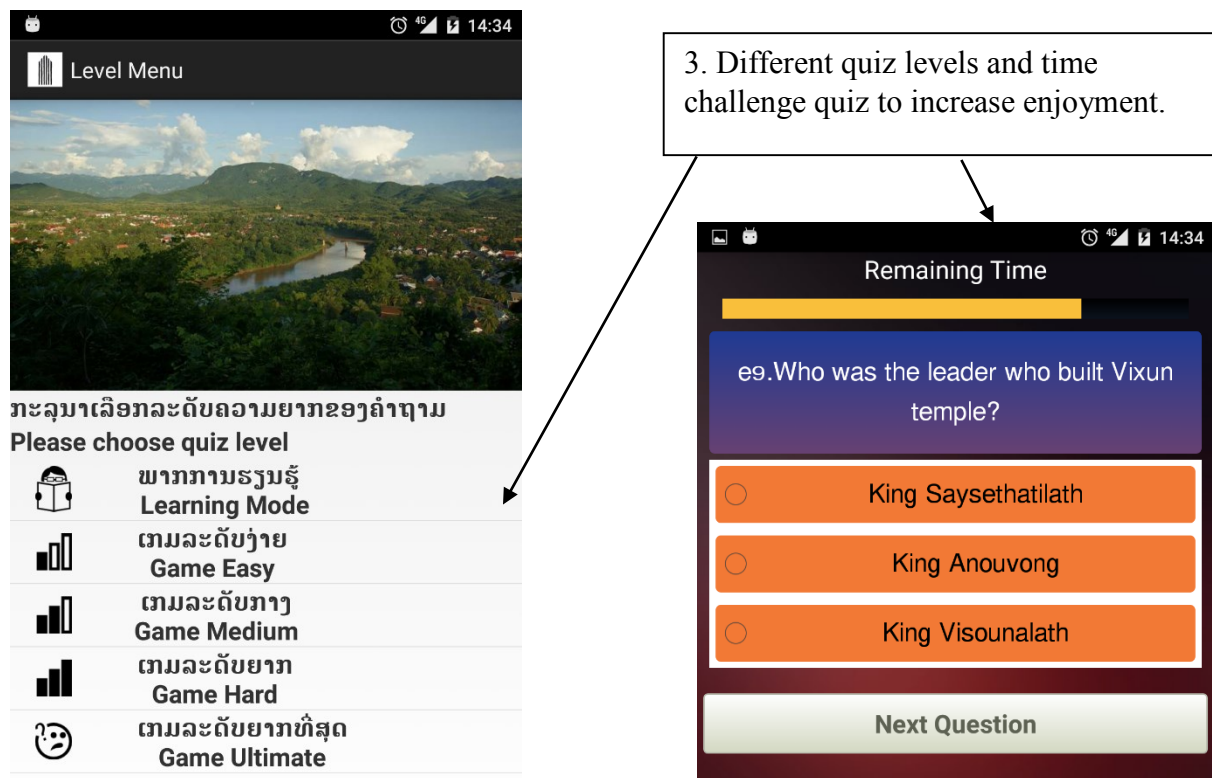 14:34
Level Menu
ກະລຸນາເລືອກລະດັບຄວາມຍາກຂອງຄຳຖາມ
Please choose quiz level
ພາກການຮຽນຮູ້
Learning Mode
ເກມລະດັບງ່າຍ
Game Easy
ເກມລະດັບກາງ
Game Medium
ເກມລະດັບຍາກ
Game Hard
ເກມລະດັບຍາກທີ່ສຸດ
Game Ultimate
3. Different quiz levels and time
challenge quiz to increase enjoyment.
4G 14:34
Remaining Time
e໑.Who was the leader who built Vixun
temple?
King Saysethatilath
King Anouvong
King Visounalath
Next Question